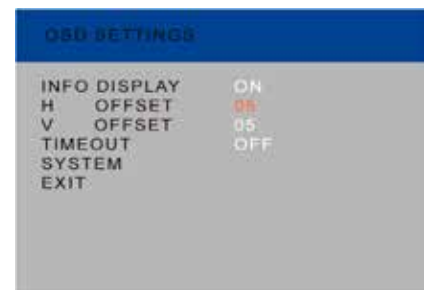 OSD SETTINGS
INFO DISPLAY ON
H OFFSET 05
V OFFSET 05
TIMEOUT OFF
SYSTEM
EXIT